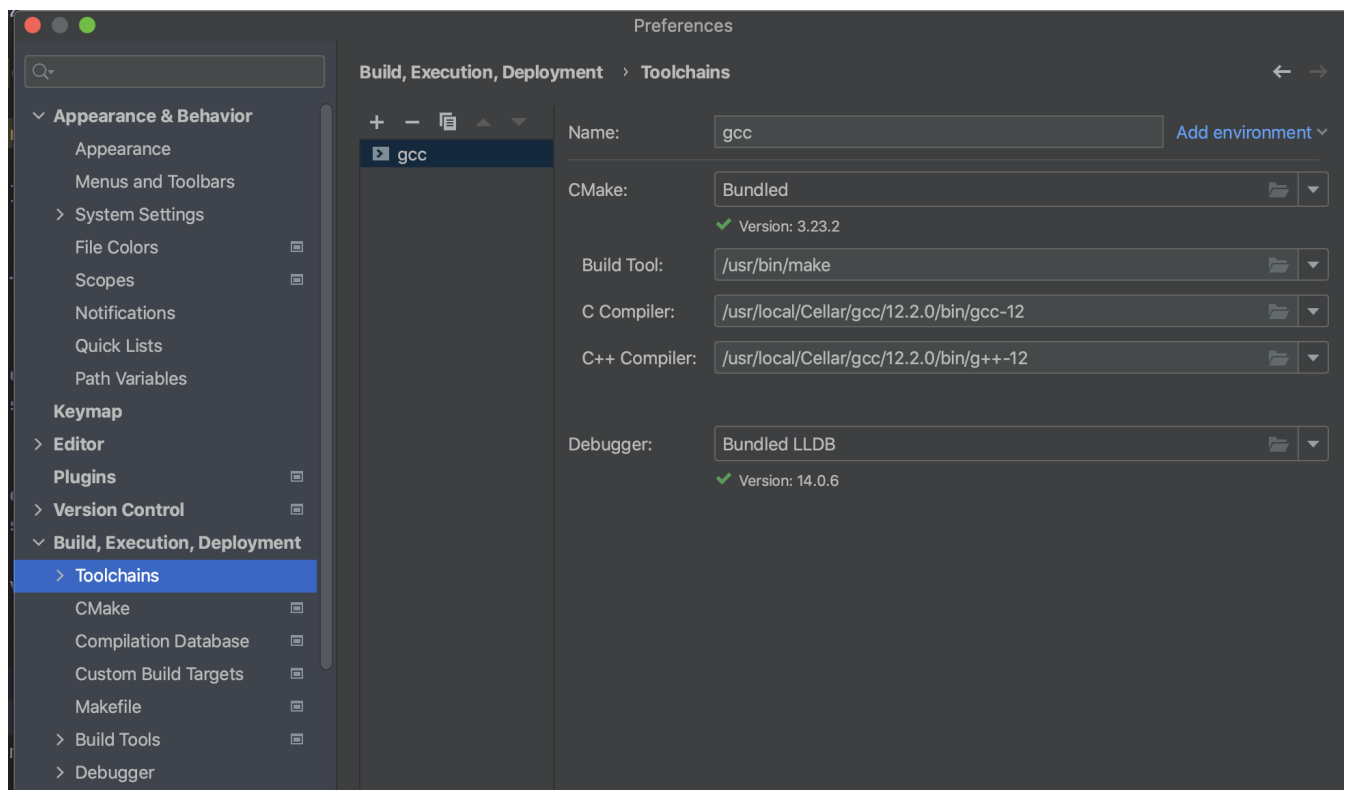 Preferences
Appearance & Behavior
Appearance
Menus and Toolbars
System Settings
File Colors
Scopes
Notifications
Quick Lists
Path Variables
Keymap
Editor
Plugins
Version Control
Build, Execution, Deployment
Toolchains
CMake
Compilation Database
Custom Build Targets
Makefile
Build Tools
Debugger
Build, Execution, Deployment › Toolchains
gcc
Name: gcc Add environment
CMake: Bundled
Version: 3.23.2
Build Tool: /usr/bin/make
C Compiler: /usr/local/Cellar/gcc/12.2.0/bin/gcc-12
C++ Compiler: /usr/local/Cellar/gcc/12.2.0/bin/g++-12
Debugger: Bundled LLDB
Version: 14.0.6